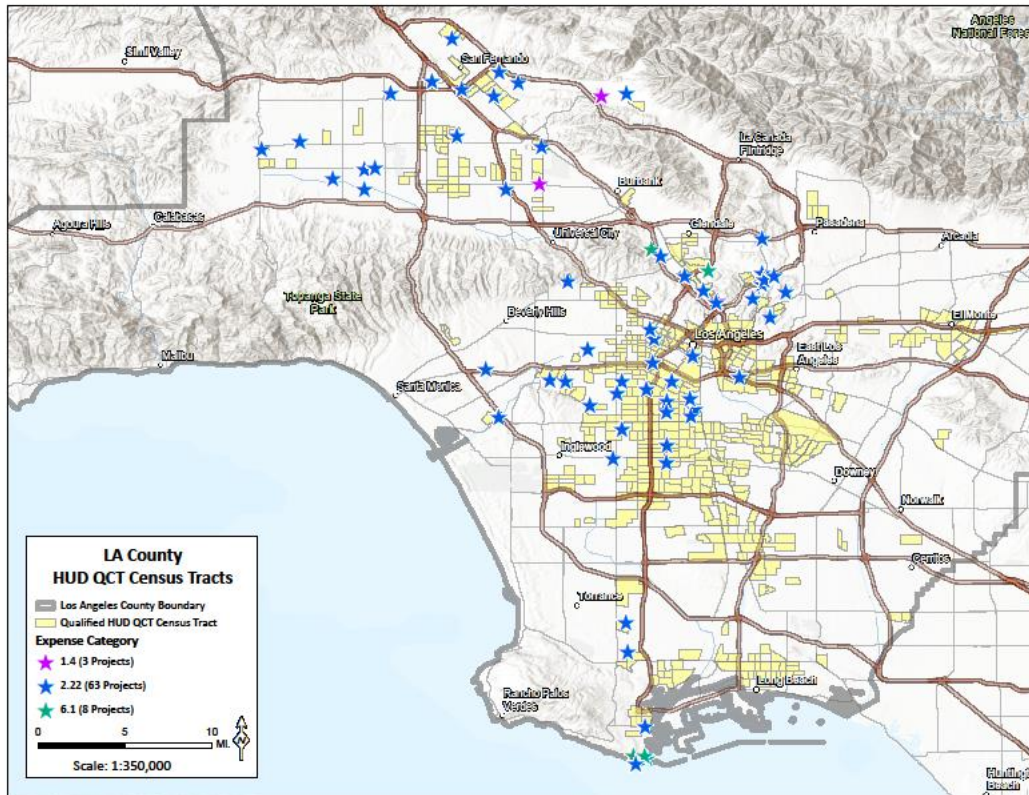 Angeles
National Fores
Simi Valley
San Fernando
La Canada
Flintridge
Burbank
Agoura Hills
Calabasas
Universal City
Glendale
Pasadena
Arcadia
Topanga State
Park
Beverly Hills
Los Angeles
El Monte
East Los
Angeles
Malibu
Santa Monica
Inglewood
Downey
Norwalk
Cerritos
Torrance
Rancho Palos
Verdes
Long Beach
Huntington
Beach
LA County
HUD QCT Census Tracts
Los Angeles County Boundary
Qualified HUD QCT Census Tract
Expense Category
1.4 (3 Projects)
2.22 (63 Projects)
6.1 (8 Projects)
0 5 10
MI.
N
Scale: 1:350,000